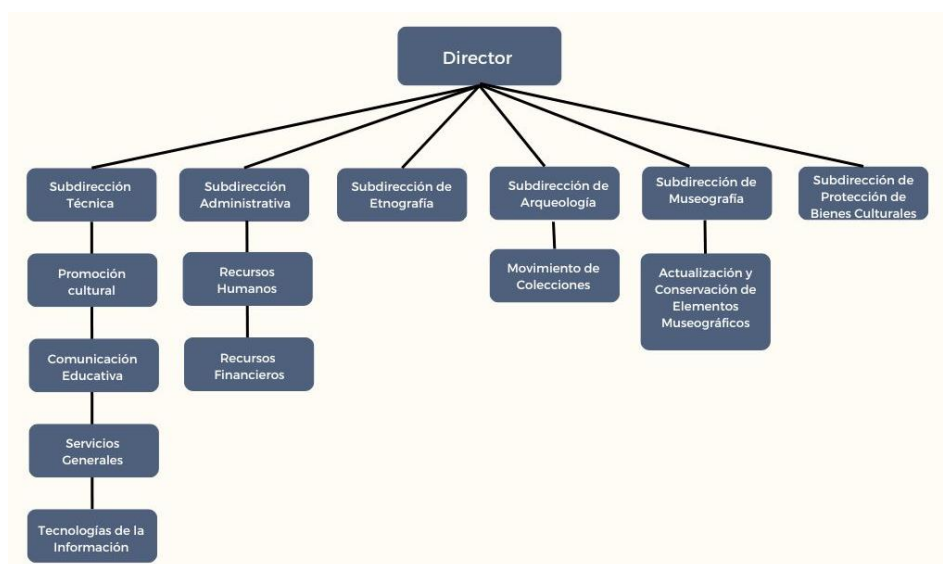 Director
Subdirección
Técnica
Promoción
cultural
Comunicación
Educativa
Servicios
Generales
Tecnologías de la
Información
Subdirección
Administrativa
Recursos
Humanos
Recursos
Financieros
Subdirección de
Etnografía
Subdirección de
Arqueología
Movimiento de
Colecciones
Subdirección de
Museografía
Actualización y
Conservación de
Elementos
Museográficos
Subdirección de
Protección de
Bienes Culturales